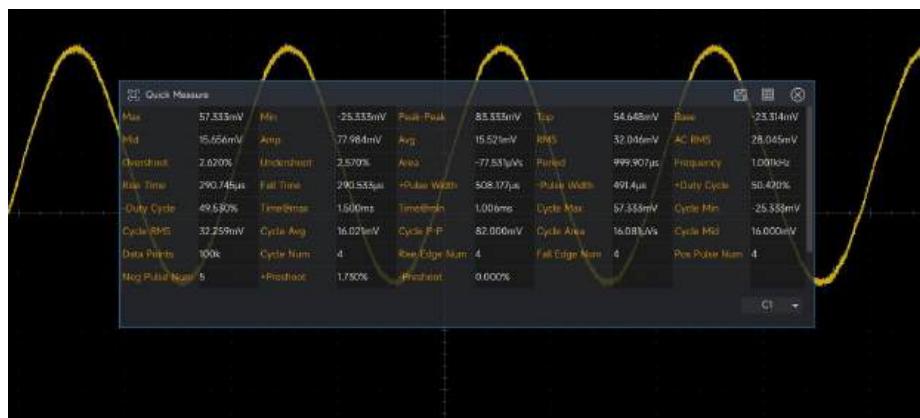 Quick Measure
Max 57.333mV Min -25.333mV Peak-Peak 83.333mV Top 54.648mV Base -23.314mV
Mid 15.656mV Amp 77.984mV Avg 15.521mV RMS 32.046mV AC RMS 28.045mV
Overshoot 2.620% Undershoot 2.570% Area -77.531µVs Period 999.907µs Frequency 1.001kHz
Rise Time 290.745µs Fall Time 290.533µs +Pulse Width 508.177µs -Pulse Width 491.4µs +Duty Cycle 50.420%
-Duty Cycle 49.530% Time@max 1.500ms Time@min 1.006ms Cycle Max 57.333mV Cycle Min -25.333mV
Cycle RMS 32.259mV Cycle Avg 16.021mV Cycle P-P 82.000mV Cycle Area 16.081µVs Cycle Mid 16.000mV
Data Points 100k Cycle Num 4 Rise Edge Num 4 Fall Edge Num 4 Pos Pulse Num 4
Neg Pulse Num 5 +Preshoot 1.730% -Preshoot 0.000%
C1